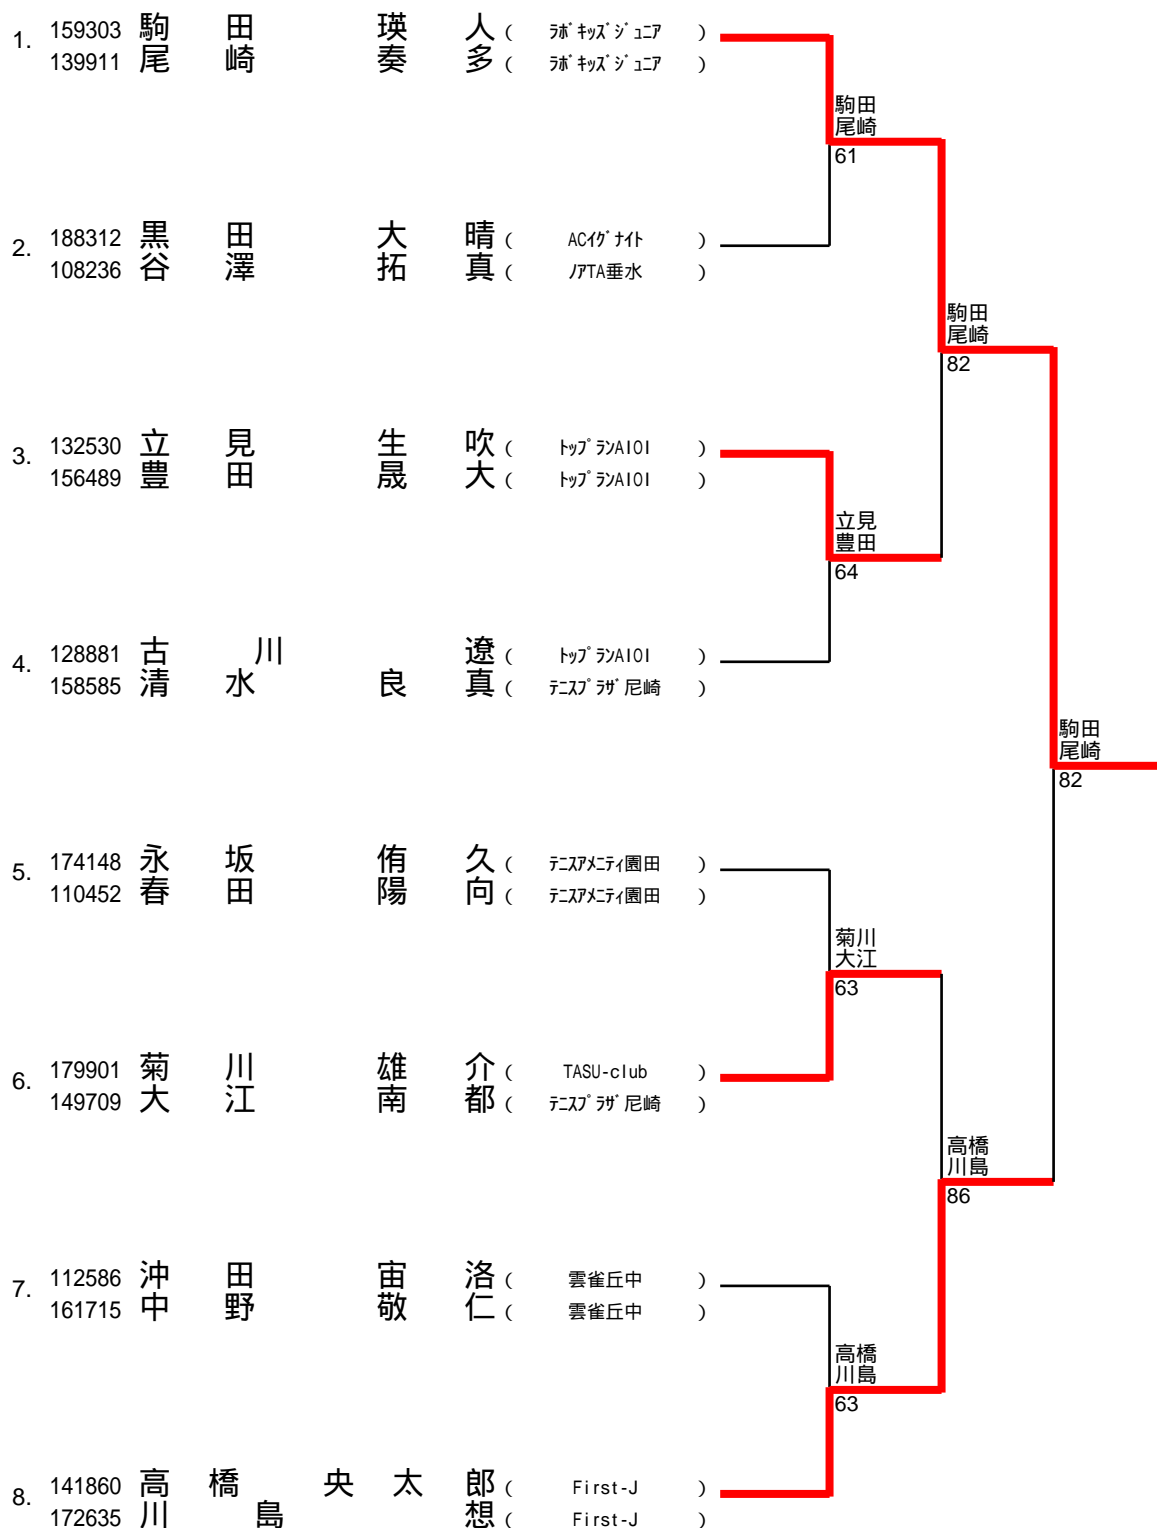 1. 159303 駒田 瑛人 ( ﾗﾎﾞｷｯｽﾞｼﾞｭﾆｱ )
139911 尾崎 奏多 ( ﾗﾎﾞｷｯｽﾞｼﾞｭﾆｱ )
駒田
尾崎
61
2. 188312 黒田 大晴 ( ACｲｸﾞﾅｲﾄ )
108236 谷澤 拓真 ( ﾉｱTA垂水 )
駒田
尾崎
82
3. 132530 立見 生吹 ( ﾄｯﾌﾟﾗﾝAIOI )
156489 豊田 晟大 ( ﾄｯﾌﾟﾗﾝAIOI )
立見
豊田
64
4. 128881 古川 遼 ( ﾄｯﾌﾟﾗﾝAIOI )
158585 清水 良真 ( ﾃﾆｽﾌﾟﾗｻﾞ尼崎 )
駒田
尾崎
82
5. 174148 永坂 侑久 ( ﾃﾆｽｱﾒﾆﾃｨ園田 )
110452 春田 陽向 ( ﾃﾆｽｱﾒﾆﾃｨ園田 )
菊川
大江
63
6. 179901 菊川 雄介 ( TASU-club )
149709 大江 南都 ( ﾃﾆｽﾌﾟﾗｻﾞ尼崎 )
高橋
川島
86
7. 112586 沖田 宙洛 ( 雲雀丘中 )
161715 中野 敬仁 ( 雲雀丘中 )
高橋
川島
63
8. 141860 高橋 央太郎 ( First-J )
172635 川島 想 ( First-J )